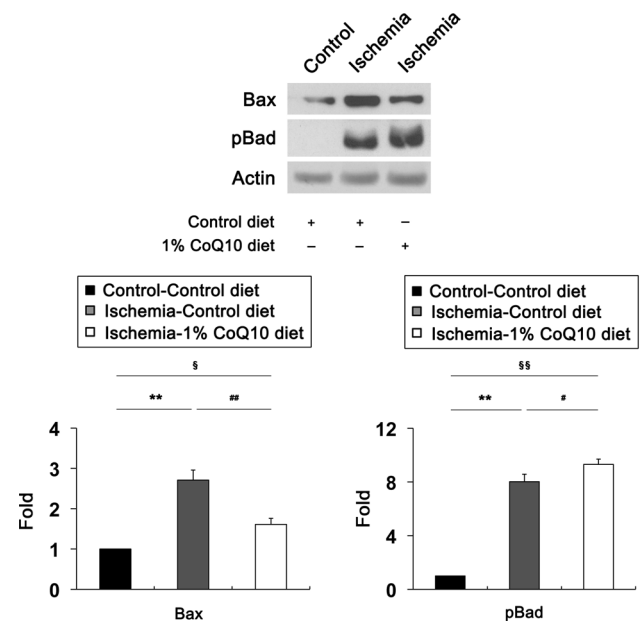 Control Ischemia Ischemia
Bax
pBad
Actin
Control diet + + −
1% CoQ10 diet − − +
Control-Control diet
Ischemia-Control diet
Ischemia-1% CoQ10 diet
§
** ##
4
3
2
1
0
Fold
Bax
Control-Control diet
Ischemia-Control diet
Ischemia-1% CoQ10 diet
§§
** #
12
8
4
0
Fold
pBad